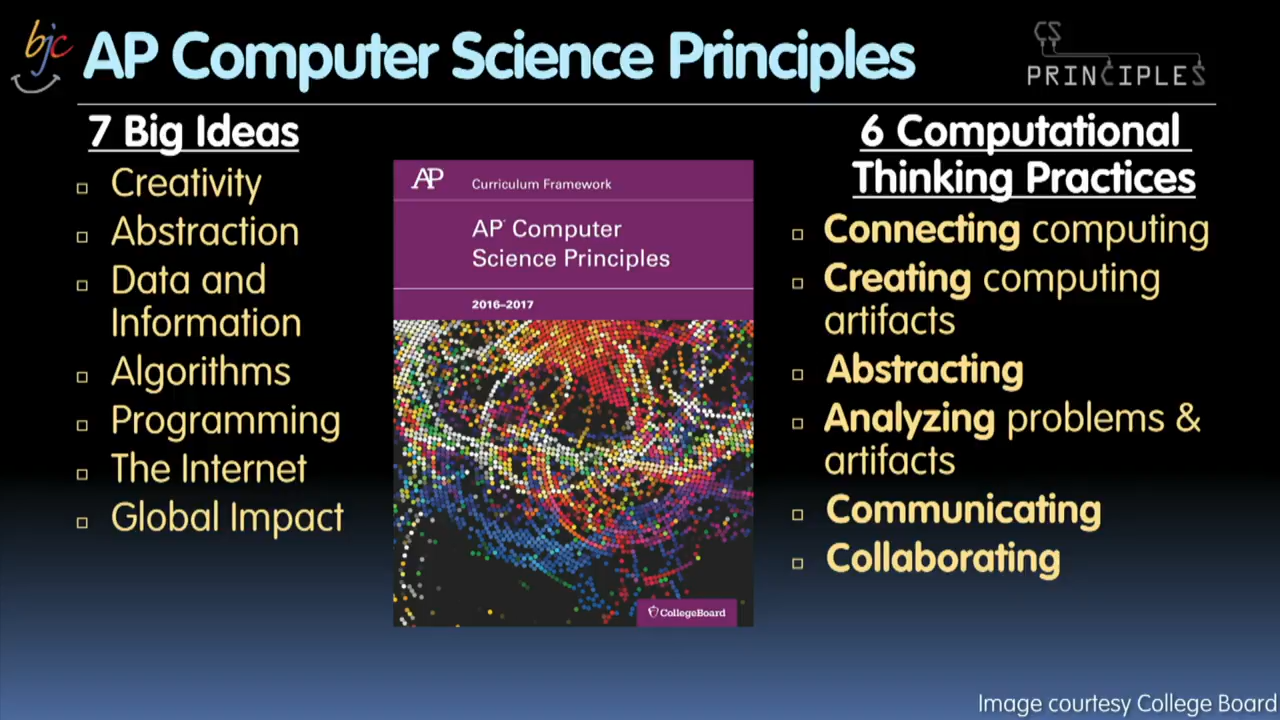 bjc
AP Computer Science Principles
CS
PRINCIPLES
7 Big Ideas
Creativity
Abstraction
Data and
Information
Algorithms
Programming
The Internet
Global Impact
AP Curriculum Framework
AP® Computer
Science Principles
2016–2017
CollegeBoard
6 Computational
Thinking Practices
Connecting computing
Creating computing
artifacts
Abstracting
Analyzing problems &
artifacts
Communicating
Collaborating
Image courtesy College Board